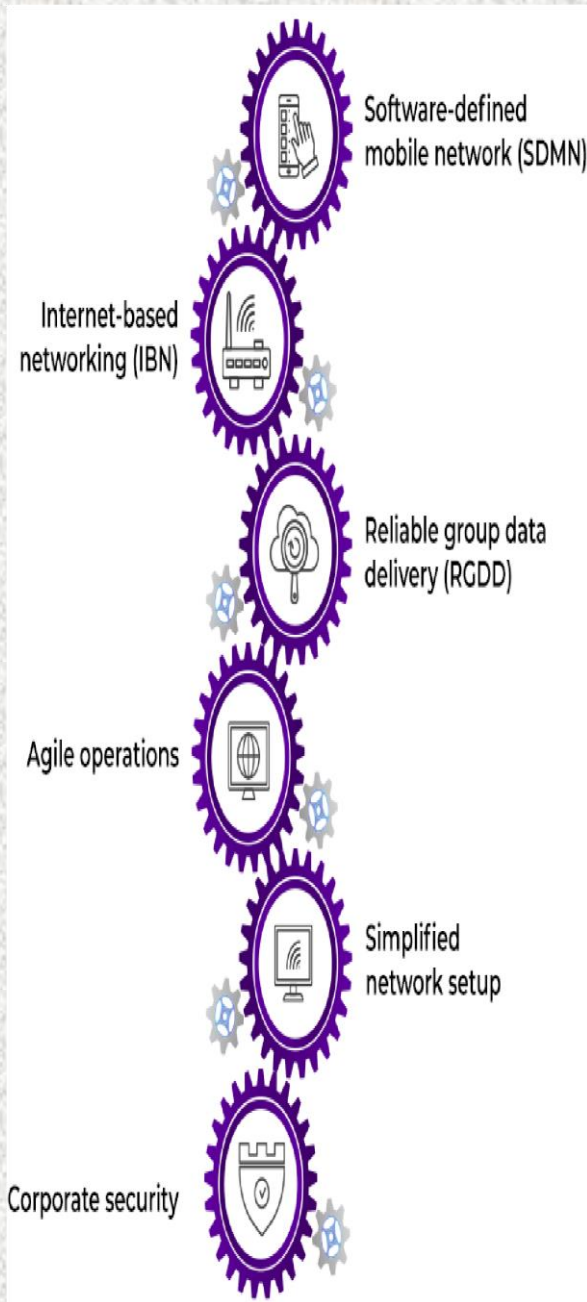 Software-defined
mobile network (SDMN)
Internet-based
networking (IBN)
Reliable group data
delivery (RGDD)
Agile operations
Simplified
network setup
Corporate security